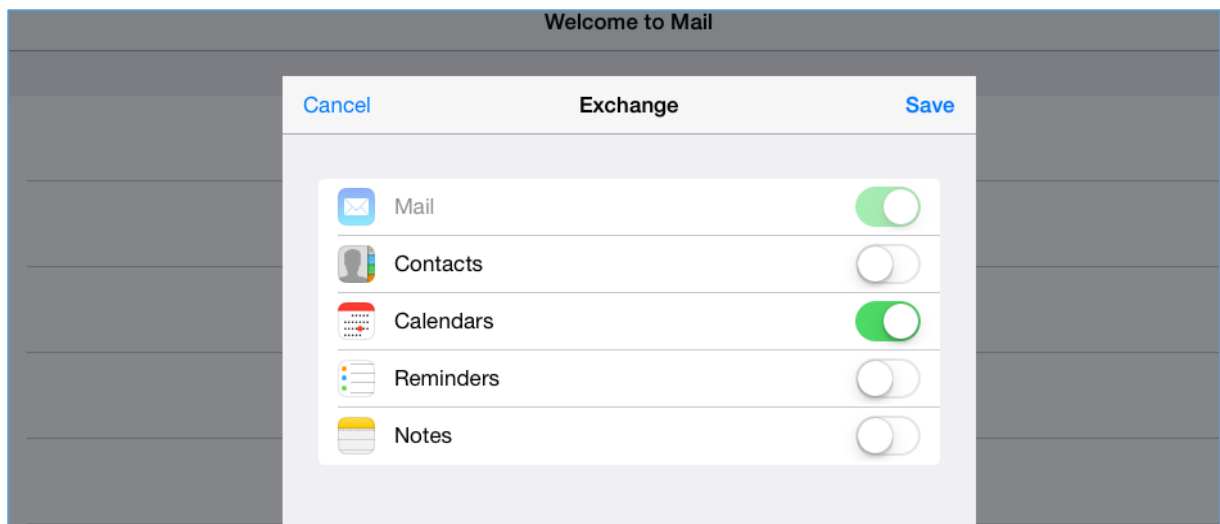 Welcome to Mail
Cancel Exchange Save
Mail
Contacts
Calendars
Reminders
Notes